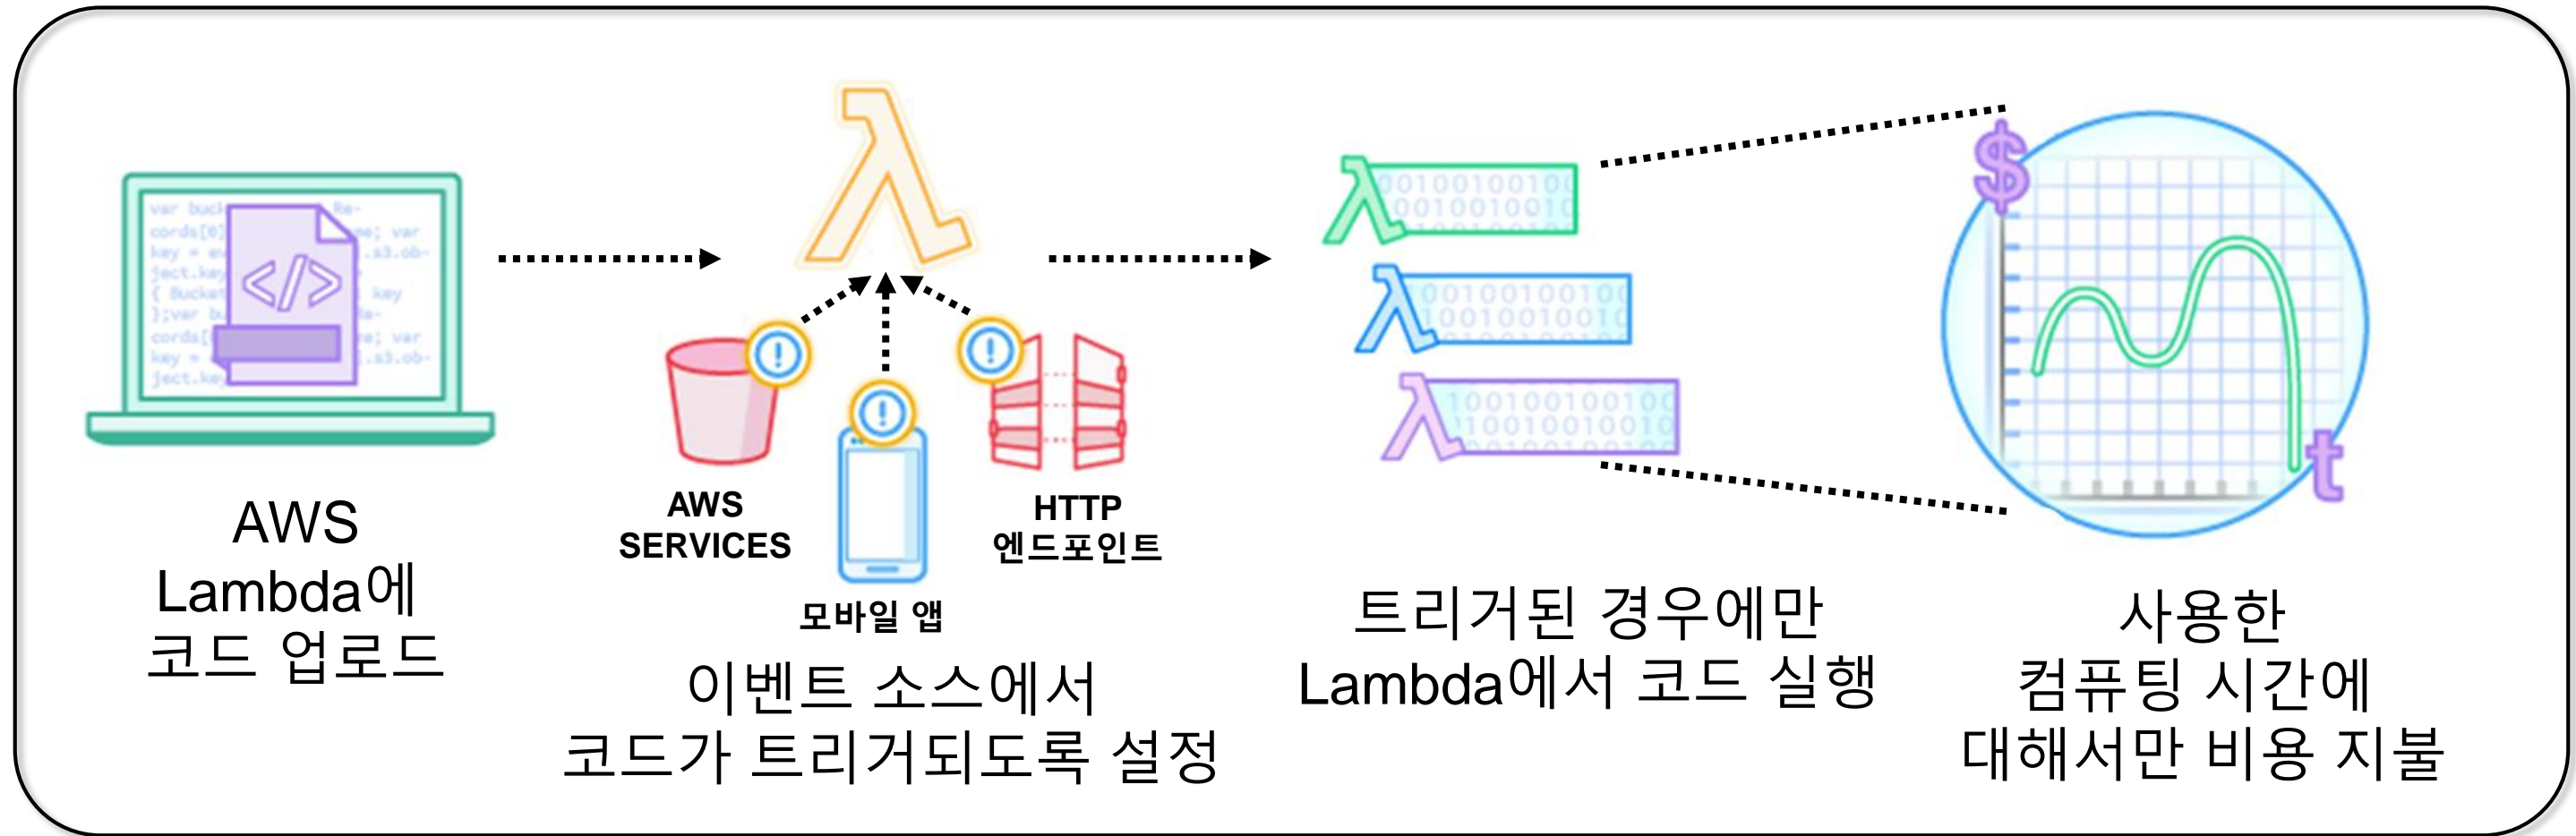 AWS
Lambda에
코드 업로드
AWS
SERVICES
모바일 앱
HTTP
엔드포인트
이벤트 소스에서
코드가 트리거되도록 설정
트리거된 경우에만
Lambda에서 코드 실행
$
t
사용한
컴퓨팅 시간에
대해서만 비용 지불